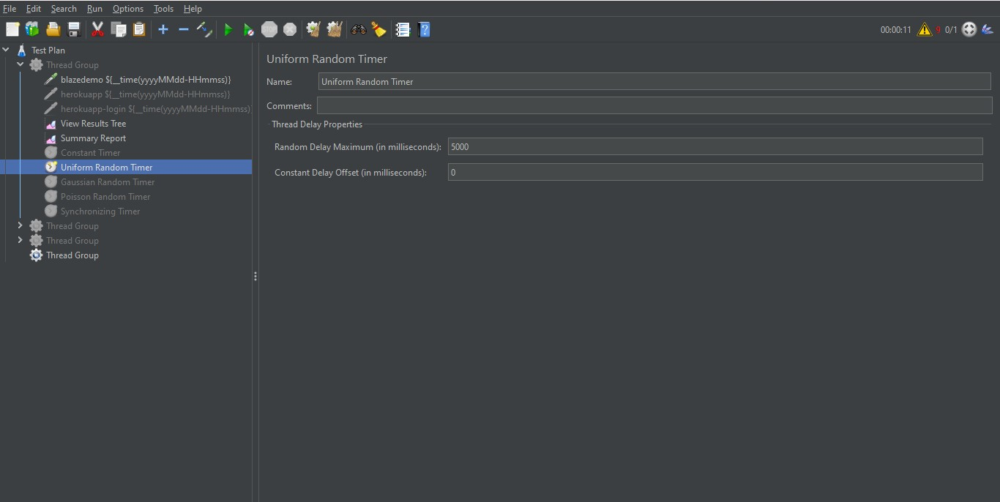 File Edit Search Run Options Tools Help
STOP 00:00:11 9 0/1
Test Plan
Thread Group
blazedemo ${__time(yyyyMMdd-HHmmss)}
herokuapp ${__time(yyyyMMdd-HHmmss)}
herokuapp-login ${__time(yyyyMMdd-HHmmss)}
View Results Tree
Summary Report
Constant Timer
Uniform Random Timer
Gaussian Random Timer
Poisson Random Timer
Synchronizing Timer
Thread Group
Thread Group
Thread Group
Uniform Random Timer
Name: Uniform Random Timer
Comments:
Thread Delay Properties
Random Delay Maximum (in milliseconds): 5000
Constant Delay Offset (in milliseconds): 0